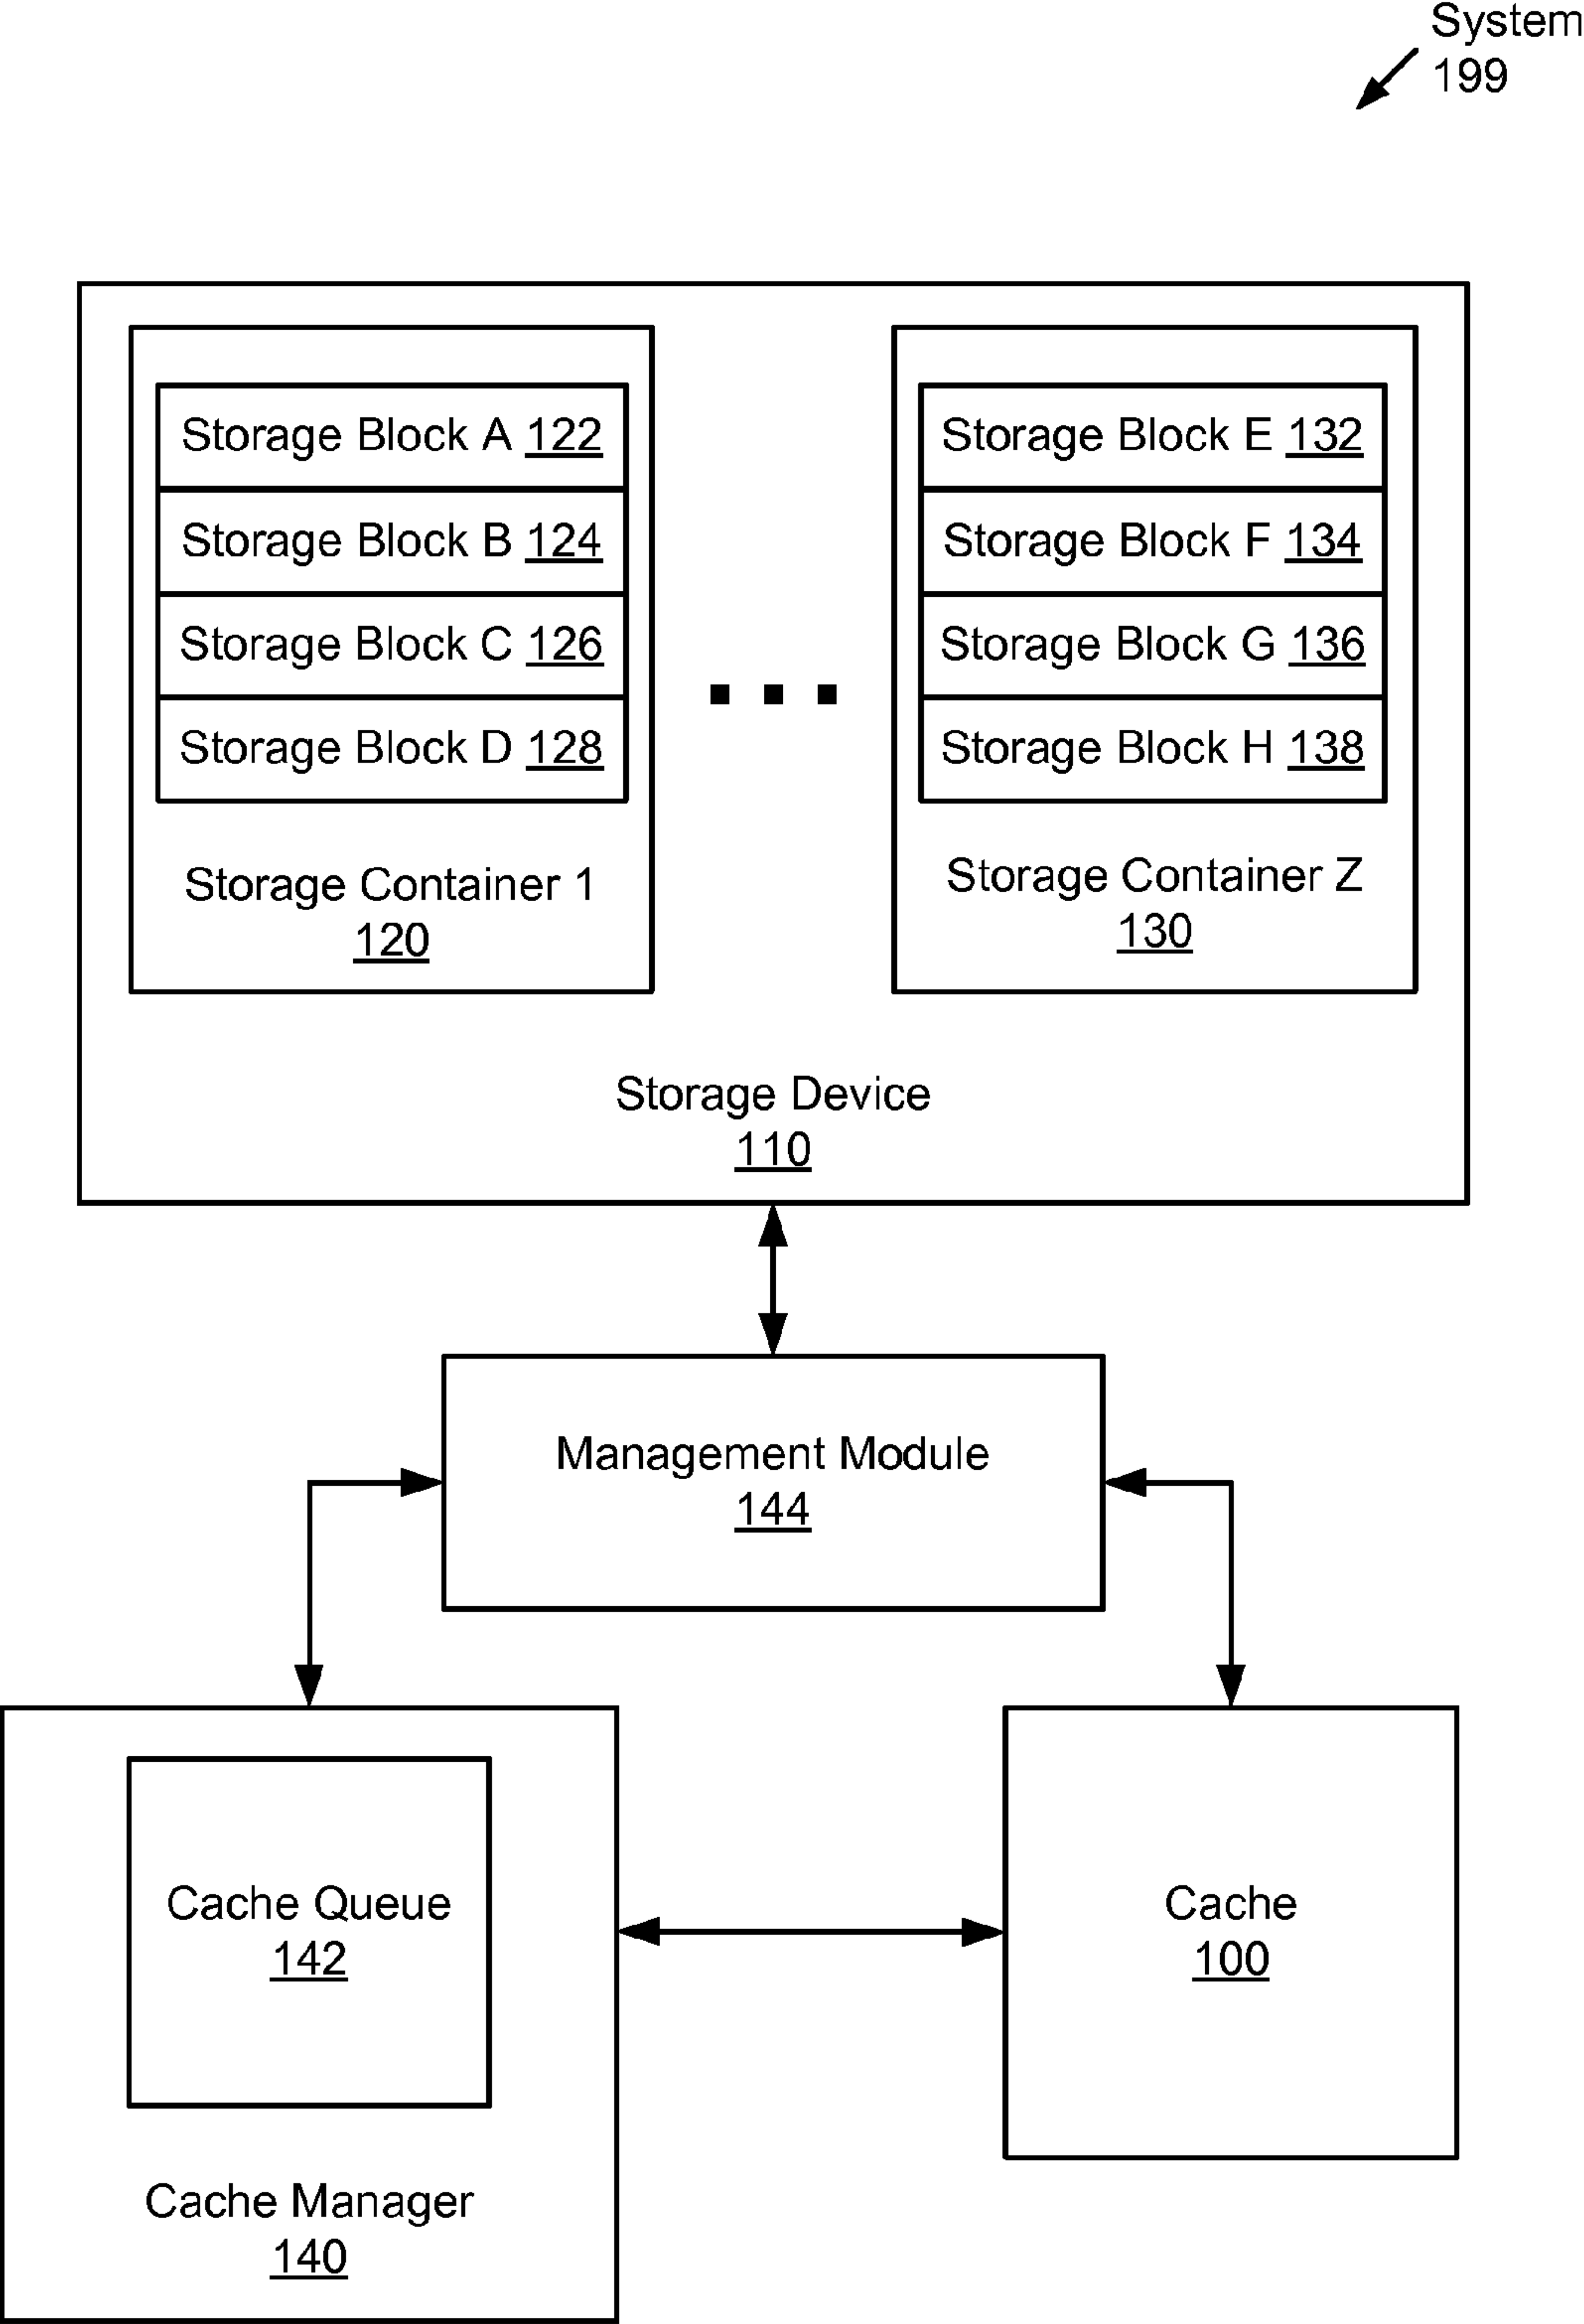 System
199
Storage Block A 122
Storage Block B 124
Storage Block C 126
Storage Block D 128
Storage Container 1
120
Storage Block E 132
Storage Block F 134
Storage Block G 136
Storage Block H 138
Storage Container Z
130
Storage Device
110
Management Module
144
Cache Queue
142
Cache Manager
140
Cache
100